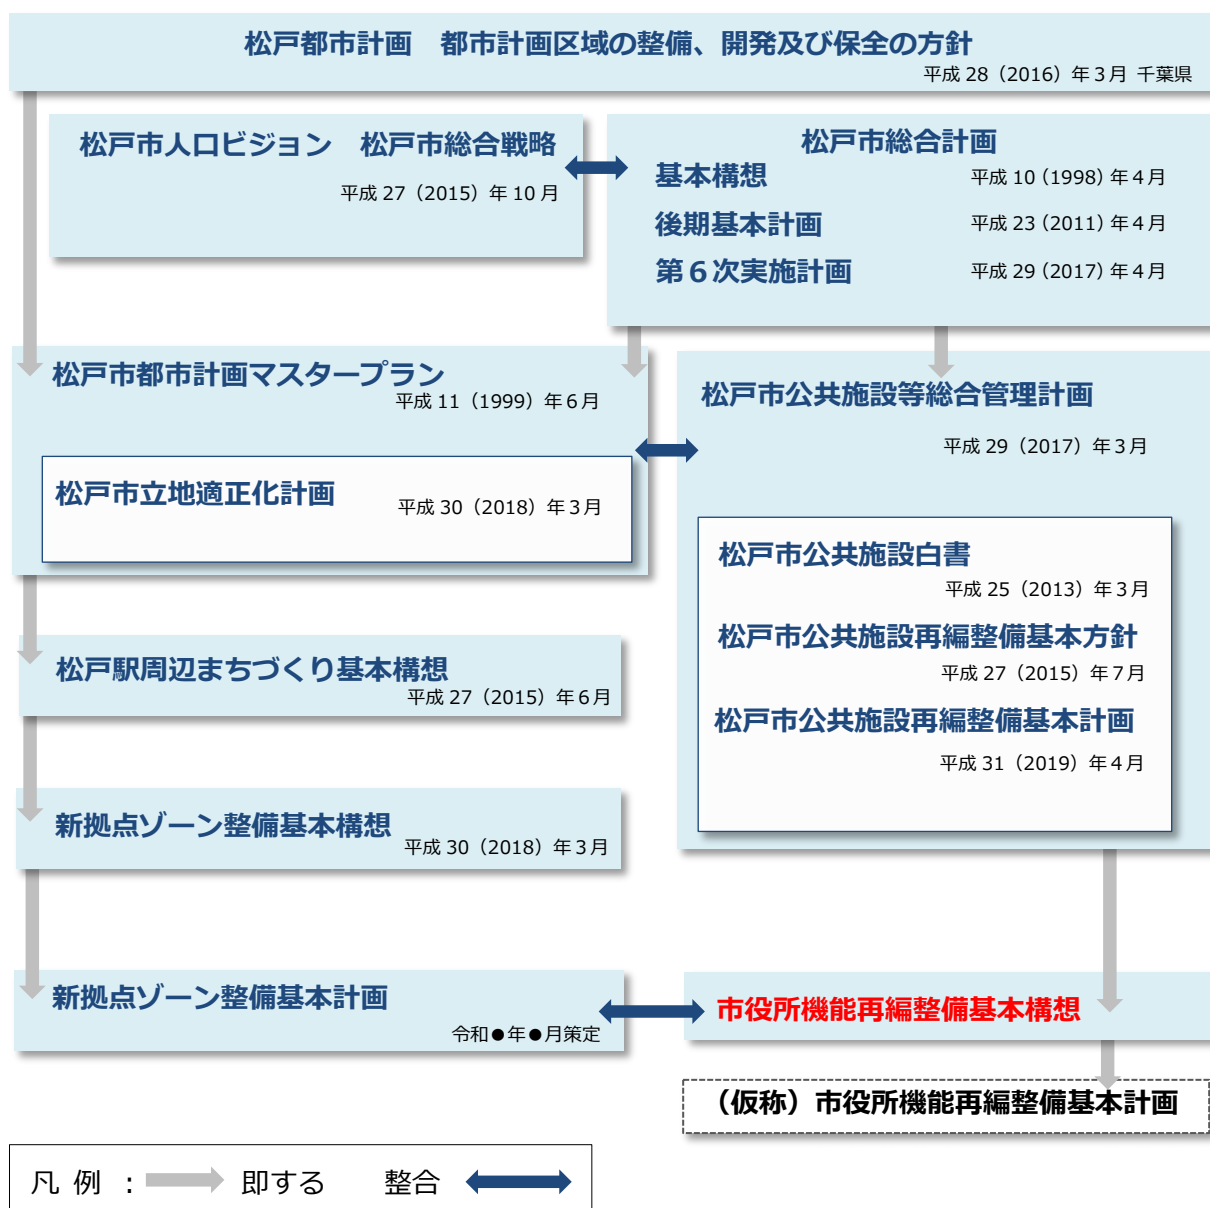 松戸都市計画　都市計画区域の整備、開発及び保全の方針
平成 28（2016）年３月 千葉県
松戸市人口ビジョン　松戸市総合戦略
平成 27（2015）年 10 月
松戸市総合計画
基本構想 平成 10（1998）年４月
後期基本計画 平成 23（2011）年４月
第６次実施計画 平成 29（2017）年４月
松戸市都市計画マスタープラン
平成 11（1999）年６月
松戸市立地適正化計画 平成 30（2018）年３月
松戸市公共施設等総合管理計画
平成 29（2017）年３月
松戸市公共施設白書
平成 25（2013）年３月
松戸市公共施設再編整備基本方針
平成 27（2015）年７月
松戸市公共施設再編整備基本計画
平成 31（2019）年４月
松戸駅周辺まちづくり基本構想
平成 27（2015）年６月
新拠点ゾーン整備基本構想
平成 30（2018）年３月
新拠点ゾーン整備基本計画
令和●年●月策定
市役所機能再編整備基本構想
（仮称）市役所機能再編整備基本計画
凡 例 ： 即する 整合